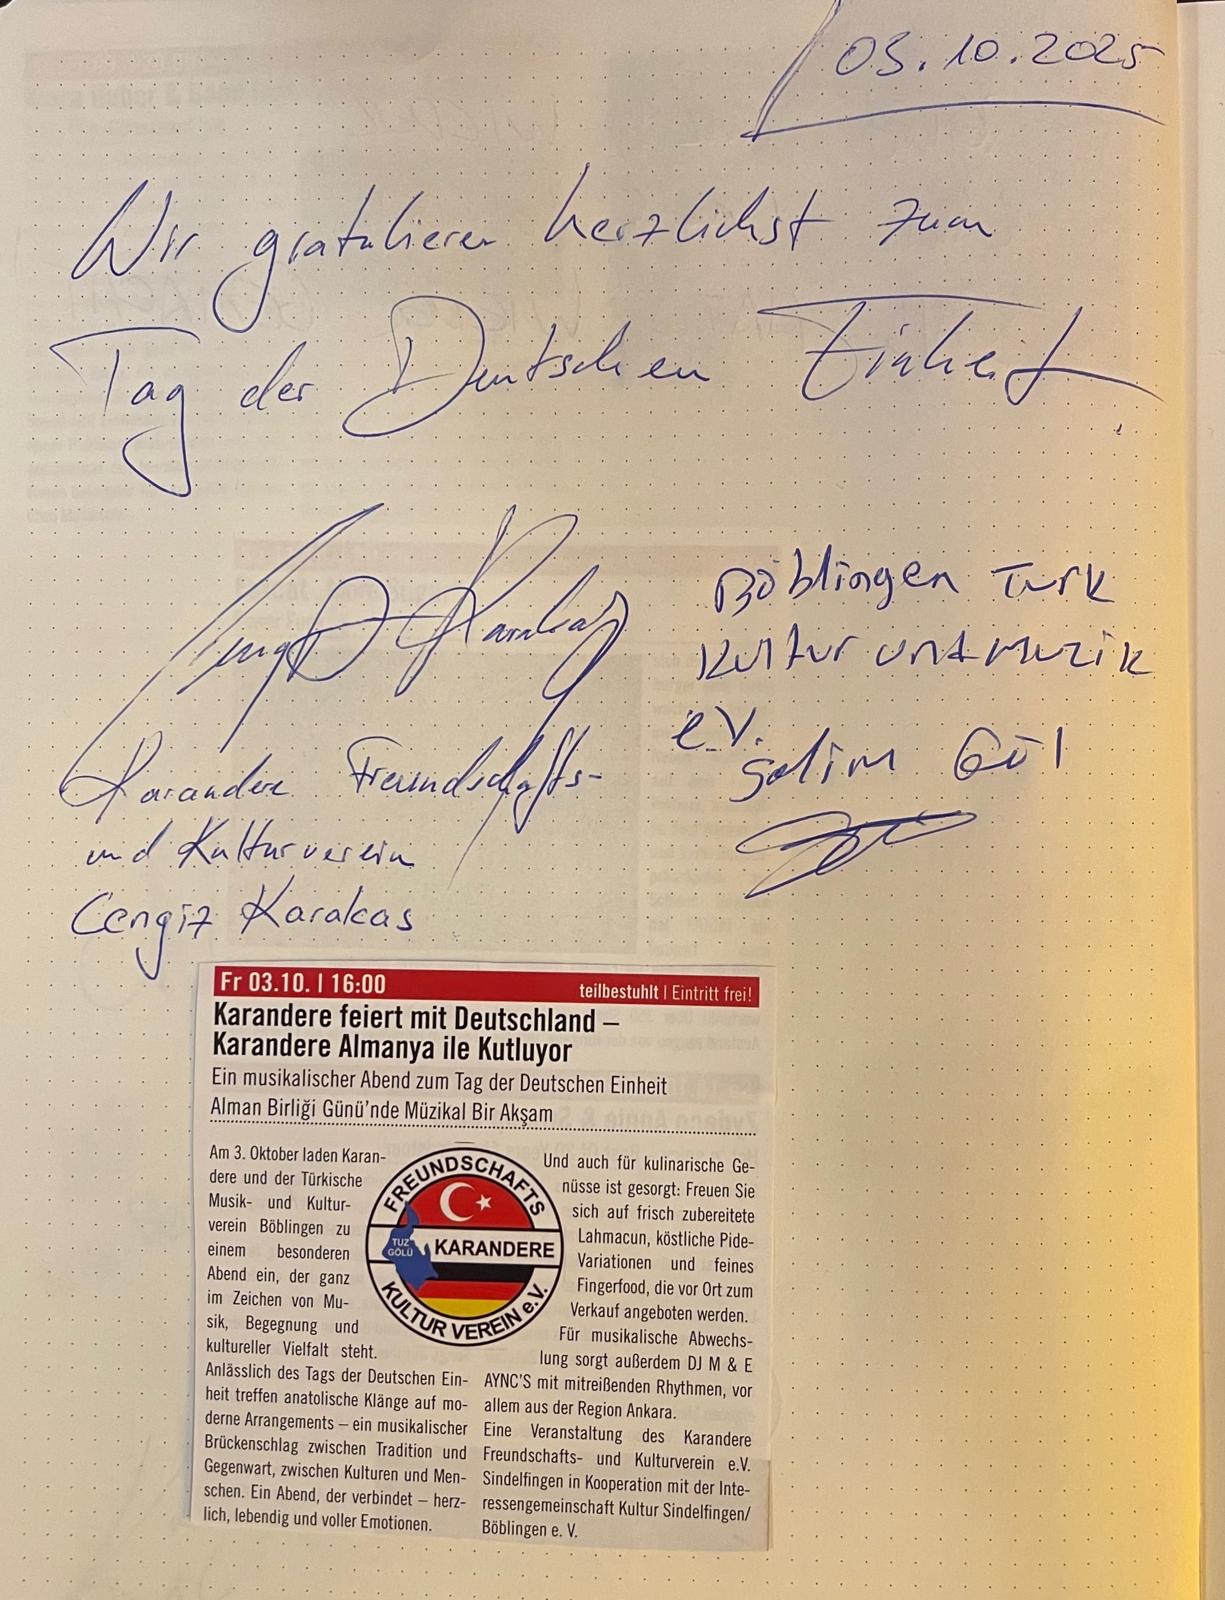 03.10.2025
Wir gratulieren herzlichst zum
Tag der Deutschen Einheit
Karandere Freundschafts-
und Kulturverein
Cengiz Karakas
Böblingen Turk
Kultur und Muzik
e.V.
Selim Gül
Fr 03.10. | 16:00
teilbestuhlt | Eintritt frei!
Karandere feiert mit Deutschland –
Karandere Almanya ile Kutluyor
Ein musikalischer Abend zum Tag der Deutschen Einheit
Alman Birliği Günü'nde Müzikal Bir Akşam
Am 3. Oktober laden Karan-
dere und der Türkische
Musik- und Kultur-
verein Böblingen zu
einem besonderen
Abend ein, der ganz
im Zeichen von Mu-
sik, Begegnung und
kultureller Vielfalt steht.
Anlässlich des Tags der Deutschen Ein-
heit treffen anatolische Klänge auf mo-
derne Arrangements – ein musikalischer
Brückenschlag zwischen Tradition und
Gegenwart, zwischen Kulturen und Men-
schen. Ein Abend, der verbindet – herz-
lich, lebendig und voller Emotionen.
FREUNDSCHAFTS
TUZ
GÖLÜ
KARANDERE
KULTUR VEREIN e.V.
Und auch für kulinarische Ge-
nüsse ist gesorgt: Freuen Sie
sich auf frisch zubereitete
Lahmacun, köstliche Pide-
Variationen und feines
Fingerfood, die vor Ort zum
Verkauf angeboten werden.
Für musikalische Abwechs-
lung sorgt außerdem DJ M & E
AYNC'S mit mitreißenden Rhythmen, vor
allem aus der Region Ankara.
Eine Veranstaltung des Karandere
Freundschafts- und Kulturverein e.V.
Sindelfingen in Kooperation mit der Inte-
ressengemeinschaft Kultur Sindelfingen/
Böblingen e. V.